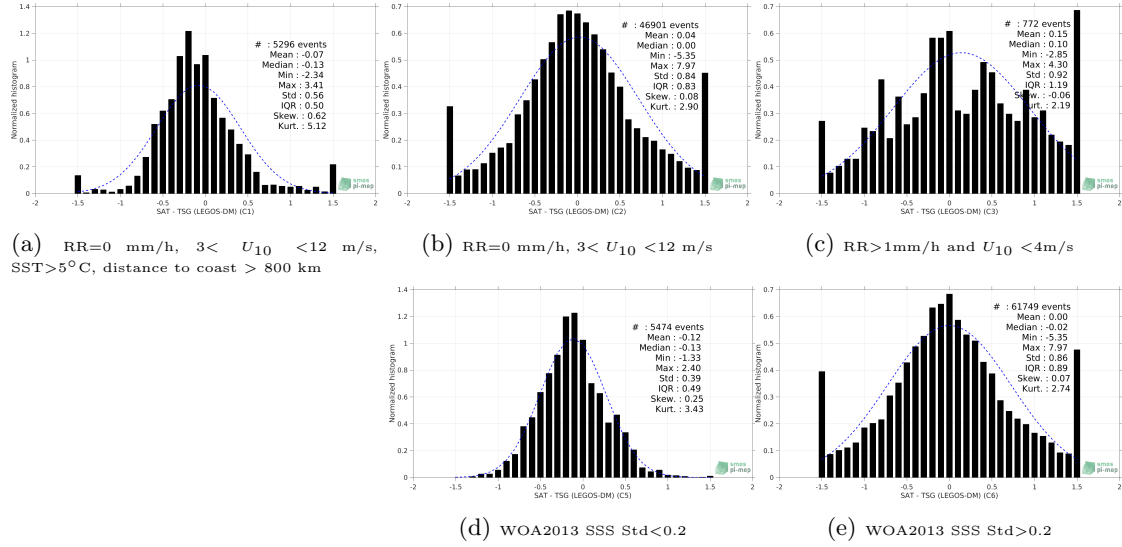 1.4
1.2
1
0.8
0.6
0.4
0.2
0
Normalized histogram
# : 5296 events
Mean : -0.07
Median : -0.13
Min : -2.34
Max : 3.41
Std : 0.56
IQR : 0.50
Skew. : 0.62
Kurt. : 5.12
smos
pi-mep
-2 -1.5 -1 -0.5 0 0.5 1 1.5 2
SAT - TSG (LEGOS-DM) (C1)
(a) RR=0 mm/h, 3< U10 <12 m/s,
SST>5°C, distance to coast > 800 km
0.7
0.6
0.5
0.4
0.3
0.2
0.1
0
Normalized histogram
# : 46901 events
Mean : 0.04
Median : 0.00
Min : -5.35
Max : 7.97
Std : 0.84
IQR : 0.83
Skew. : 0.08
Kurt. : 2.90
smos
pi-mep
-2 -1.5 -1 -0.5 0 0.5 1 1.5 2
SAT - TSG (LEGOS-DM) (C2)
(b) RR=0 mm/h, 3< U10 <12 m/s
0.7
0.6
0.5
0.4
0.3
0.2
0.1
0
Normalized histogram
# : 772 events
Mean : 0.15
Median : 0.10
Min : -2.85
Max : 4.30
Std : 0.92
IQR : 1.19
Skew. : -0.06
Kurt. : 2.19
smos
pi-mep
-2 -1.5 -1 -0.5 0 0.5 1 1.5 2
SAT - TSG (LEGOS-DM) (C3)
(c) RR>1mm/h and U10 <4m/s
1.4
1.2
1
0.8
0.6
0.4
0.2
0
Normalized histogram
# : 5474 events
Mean : -0.12
Median : -0.13
Min : -1.33
Max : 2.40
Std : 0.39
IQR : 0.49
Skew. : 0.25
Kurt. : 3.43
smos
pi-mep
-2 -1.5 -1 -0.5 0 0.5 1 1.5 2
SAT - TSG (LEGOS-DM) (C5)
(d) WOA2013 SSS Std<0.2
0.7
0.6
0.5
0.4
0.3
0.2
0.1
0
Normalized histogram
# : 61749 events
Mean : 0.00
Median : -0.02
Min : -5.35
Max : 7.97
Std : 0.86
IQR : 0.89
Skew. : 0.07
Kurt. : 2.74
smos
pi-mep
-2 -1.5 -1 -0.5 0 0.5 1 1.5 2
SAT - TSG (LEGOS-DM) (C6)
(e) WOA2013 SSS Std>0.2